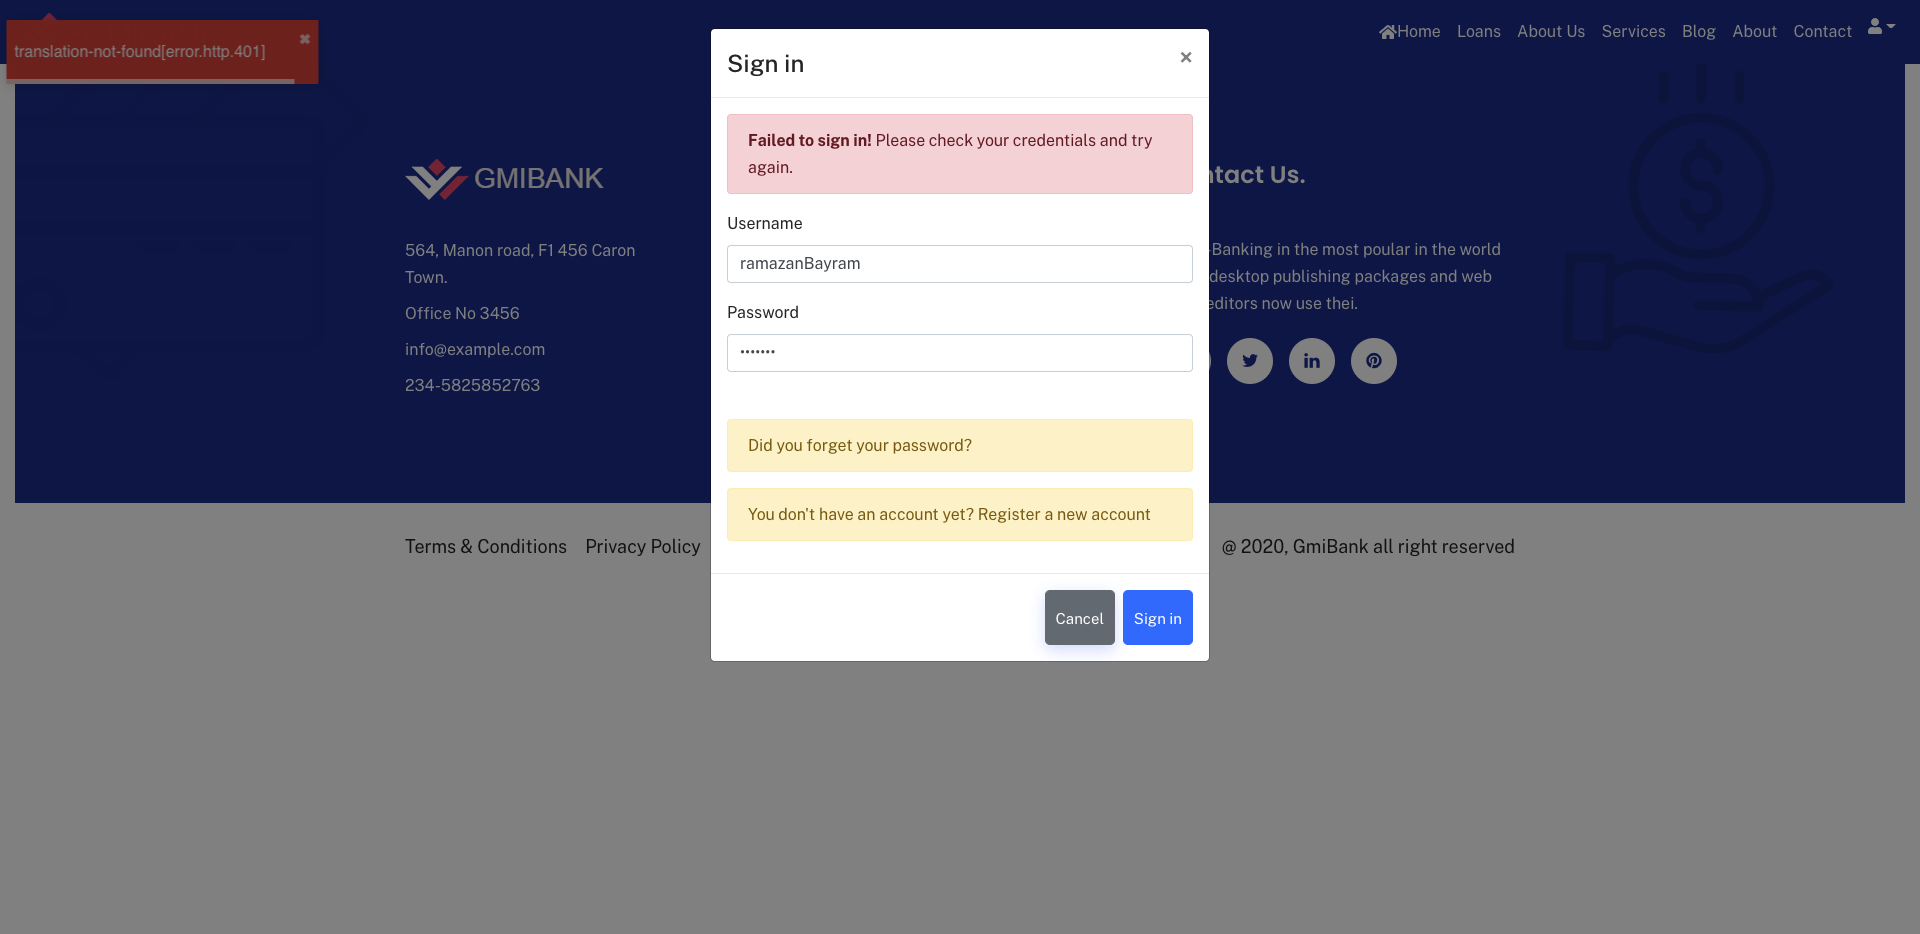 translation-not-found[error.http.401]
Home Loans About Us Services Blog About Contact
Sign in
×
Failed to sign in! Please check your credentials and try
again.
Username
ramazanBayram
Password
•••••••
Did you forget your password?
You don't have an account yet? Register a new account
Cancel Sign in
GMIBANK
564, Manon road, F1 456 Caron
Town.
Office No 3456
info@example.com
234-5825852763
ntact Us.
-Banking in the most poular in the world
desktop publishing packages and web
editors now use thei.
Terms & Conditions Privacy Policy
@ 2020, GmiBank all right reserved